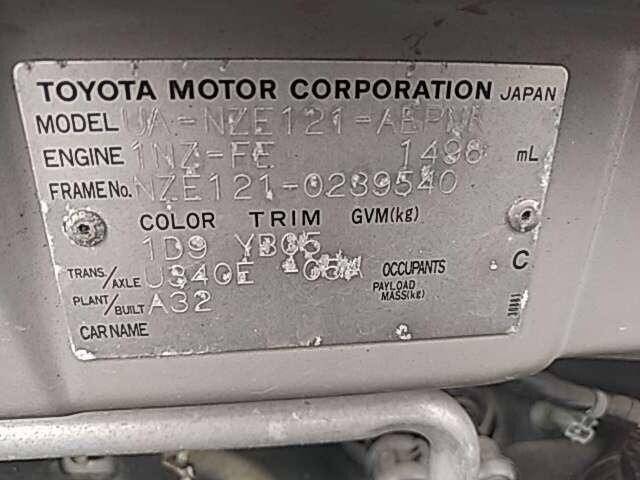 TOYOTA MOTOR CORPORATION JAPAN
MODEL UA-NZE121-AEPNK
ENGINE 1NZ-FE 1496 mL
FRAME No. NZE121-0239540
COLOR TRIM GVM(kg)
1D9 YB05
TRANS./AXLE U340E OCCUPANTS C
PAYLOAD MASS(kg)
PLANT/BUILT A32
CAR NAME